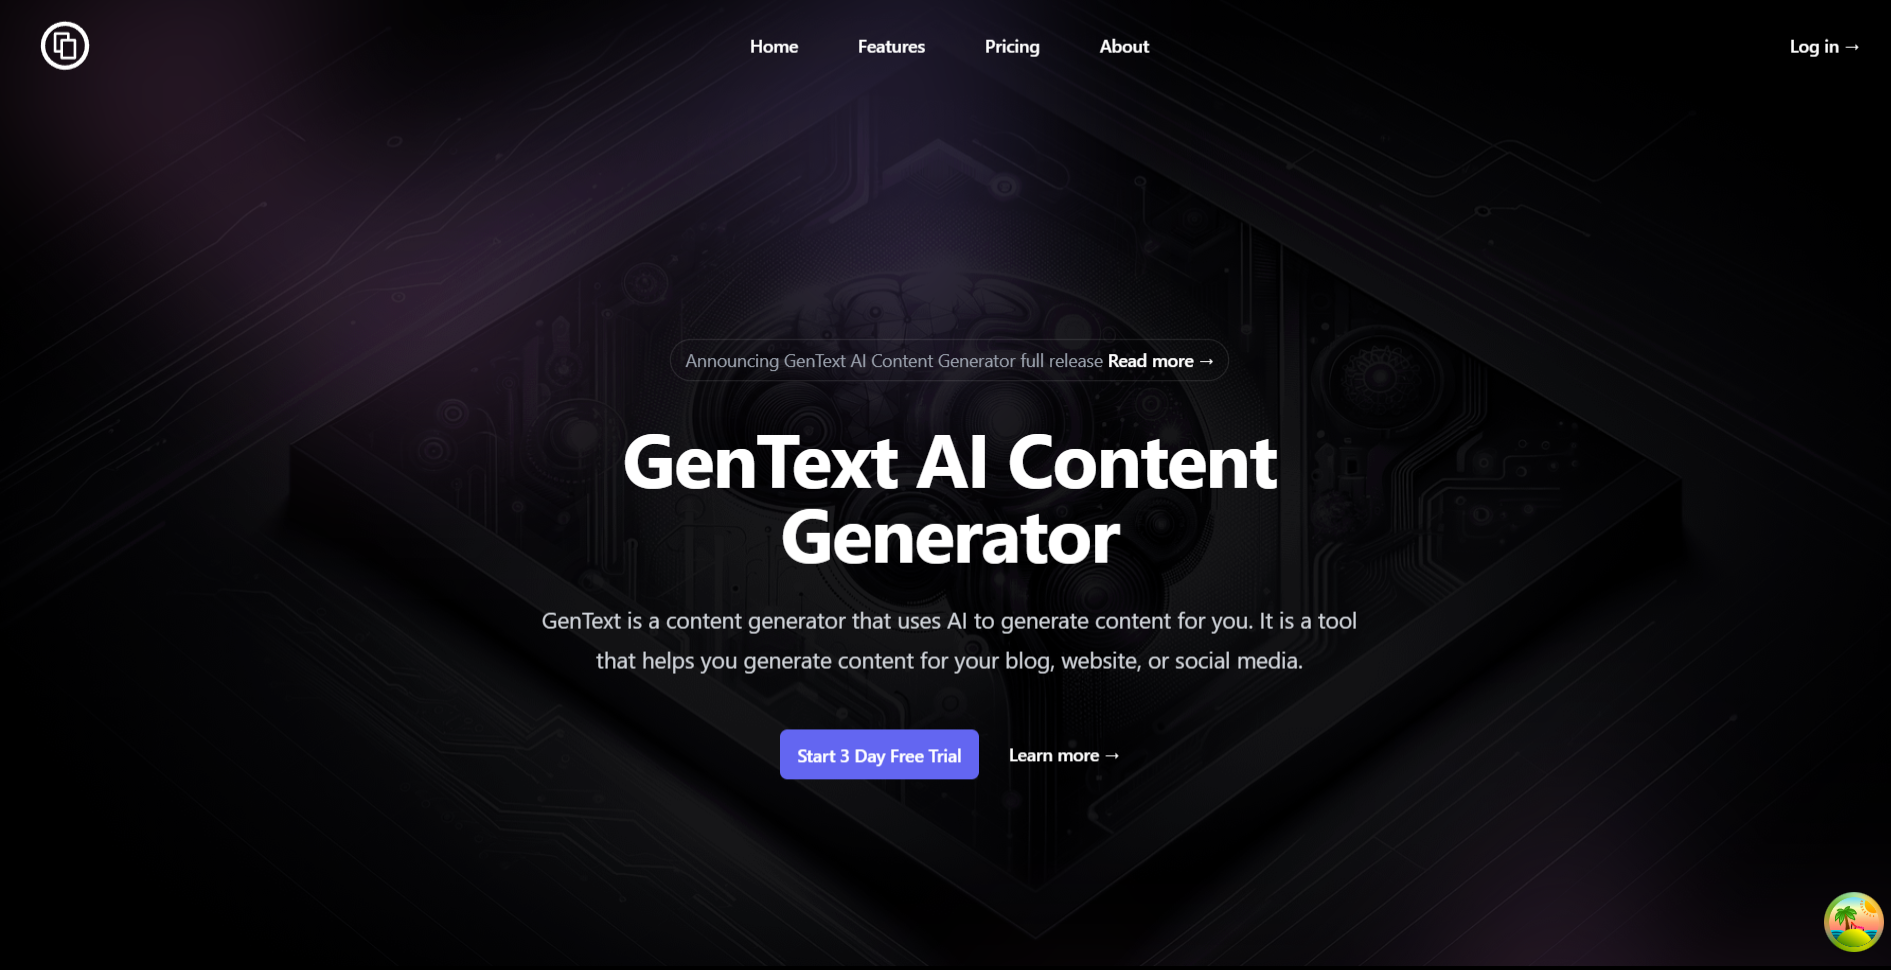 Home
Features
Pricing
About
Log in →
Announcing GenText AI Content Generator full release Read more →
GenText AI Content
Generator
GenText is a content generator that uses AI to generate content for you. It is a tool
that helps you generate content for your blog, website, or social media.
Start 3 Day Free Trial
Learn more →